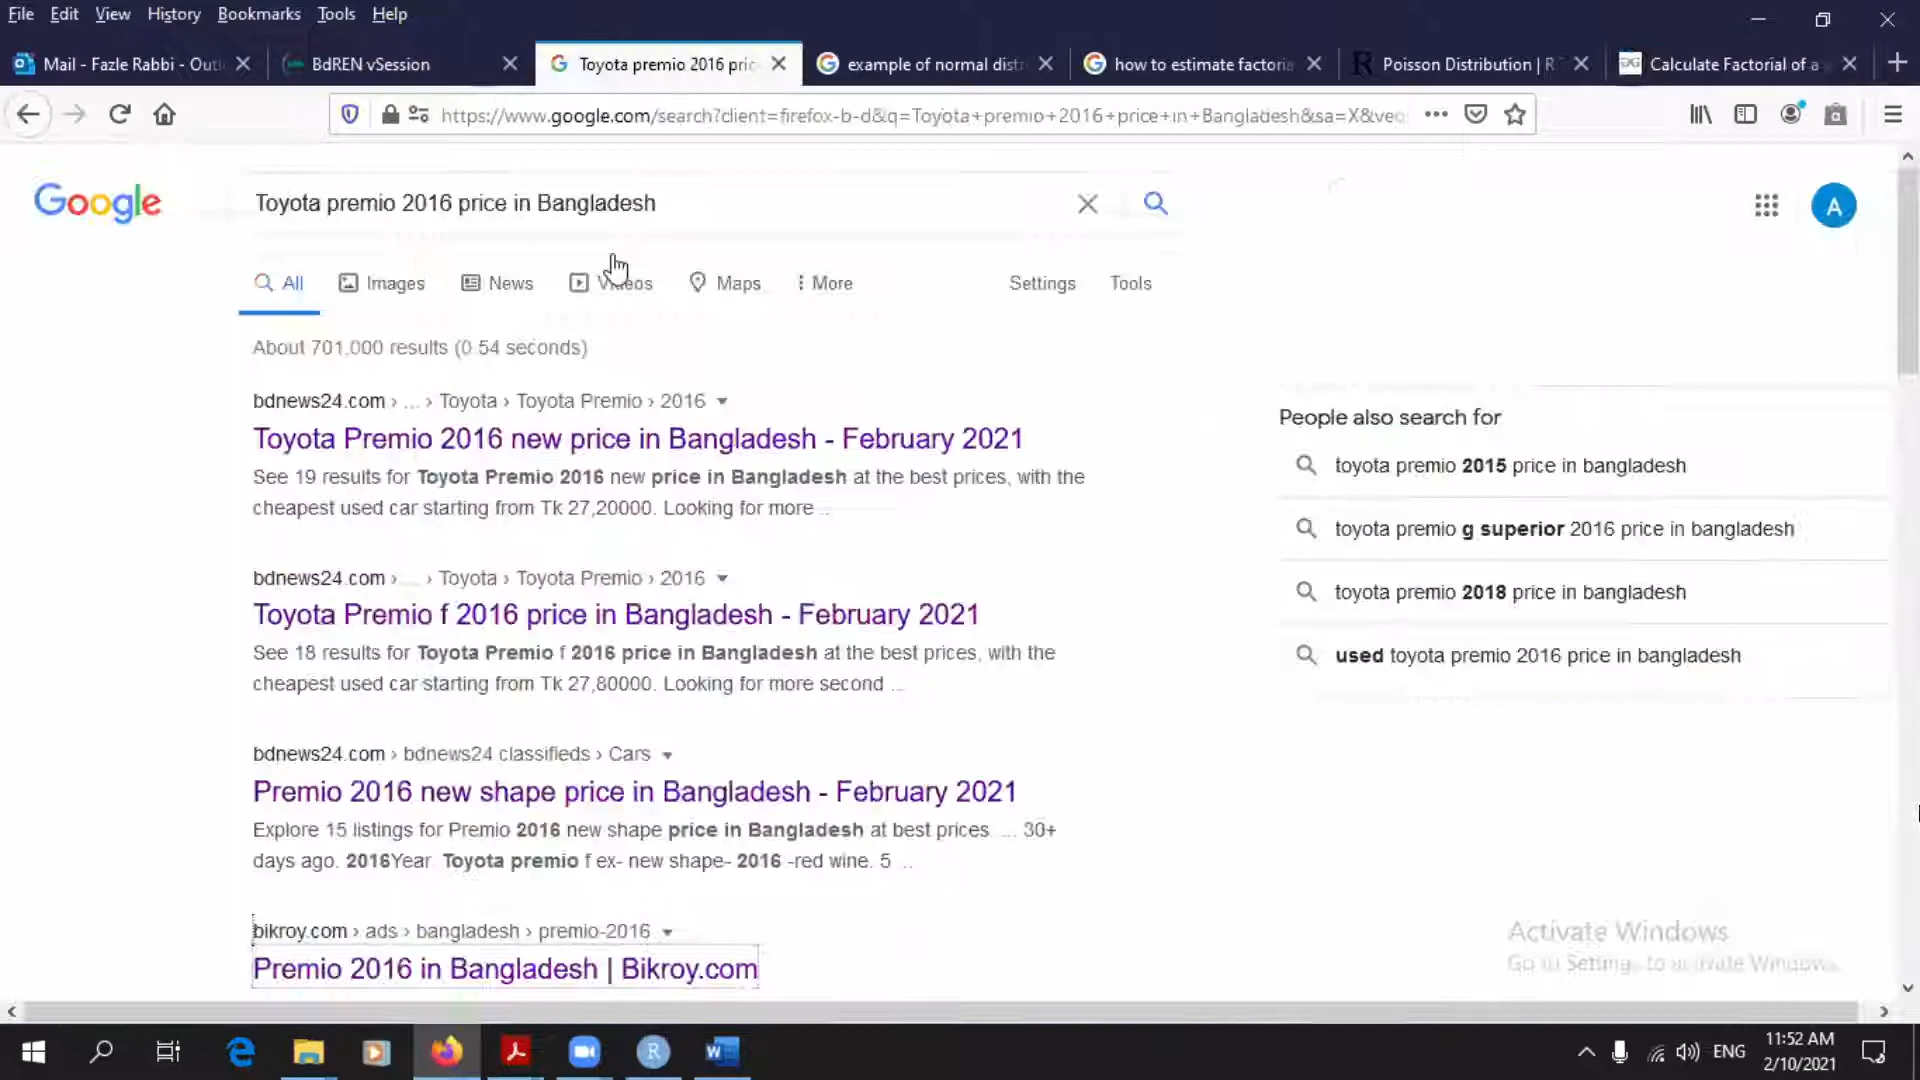 File Edit View History Bookmarks Tools Help
Mail - Fazle Rabbi - Out
BdREN vSession
Toyota premio 2016 pric
example of normal distr
how to estimate factoria
Poisson Distribution | R T
Calculate Factorial of a
https://www.google.com/search?client=firefox-b-d&q=Toyota+premio+2016+price+in+Bangladesh&sa=X&ved
Google
Toyota premio 2016 price in Bangladesh
A
All Images News Videos Maps More Settings Tools
About 701,000 results (0.54 seconds)
bdnews24.com › ... › Toyota › Toyota Premio › 2016
Toyota Premio 2016 new price in Bangladesh - February 2021
See 19 results for Toyota Premio 2016 new price in Bangladesh at the best prices, with the
cheapest used car starting from Tk 27,20000. Looking for more ...
bdnews24.com › ... › Toyota › Toyota Premio › 2016
Toyota Premio f 2016 price in Bangladesh - February 2021
See 18 results for Toyota Premio f 2016 price in Bangladesh at the best prices, with the
cheapest used car starting from Tk 27,80000. Looking for more second ...
bdnews24.com › bdnews24 classifieds › Cars
Premio 2016 new shape price in Bangladesh - February 2021
Explore 15 listings for Premio 2016 new shape price in Bangladesh at best prices. ... 30+
days ago. 2016Year Toyota premio f ex- new shape- 2016 -red wine. 5 ...
bikroy.com › ads › bangladesh › premio-2016
Premio 2016 in Bangladesh | Bikroy.com
People also search for
toyota premio 2015 price in bangladesh
toyota premio g superior 2016 price in bangladesh
toyota premio 2018 price in bangladesh
used toyota premio 2016 price in bangladesh
Activate Windows
Go to Settings to activate Windows.
ENG
11:52 AM
2/10/2021